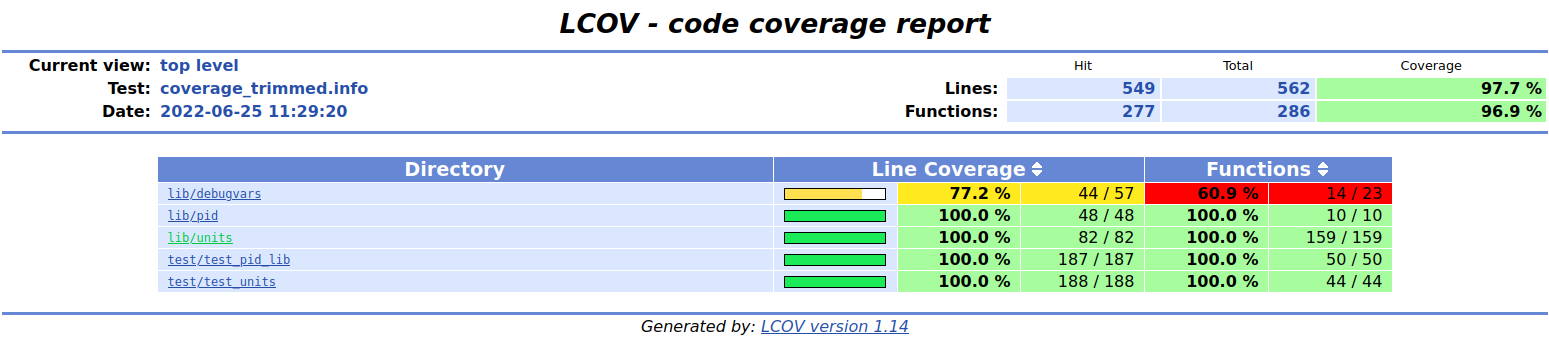 LCOV - code coverage report
Current view: top level Hit Total Coverage
Test: coverage_trimmed.info Lines: 549 562 97.7 %
Date: 2022-06-25 11:29:20 Functions: 277 286 96.9 %
Directory Line Coverage Functions
lib/debugvars 77.2 % 44 / 57 60.9 % 14 / 23
lib/pid 100.0 % 48 / 48 100.0 % 10 / 10
lib/units 100.0 % 82 / 82 100.0 % 159 / 159
test/test_pid_lib 100.0 % 187 / 187 100.0 % 50 / 50
test/test_units 100.0 % 188 / 188 100.0 % 44 / 44
Generated by: LCOV version 1.14